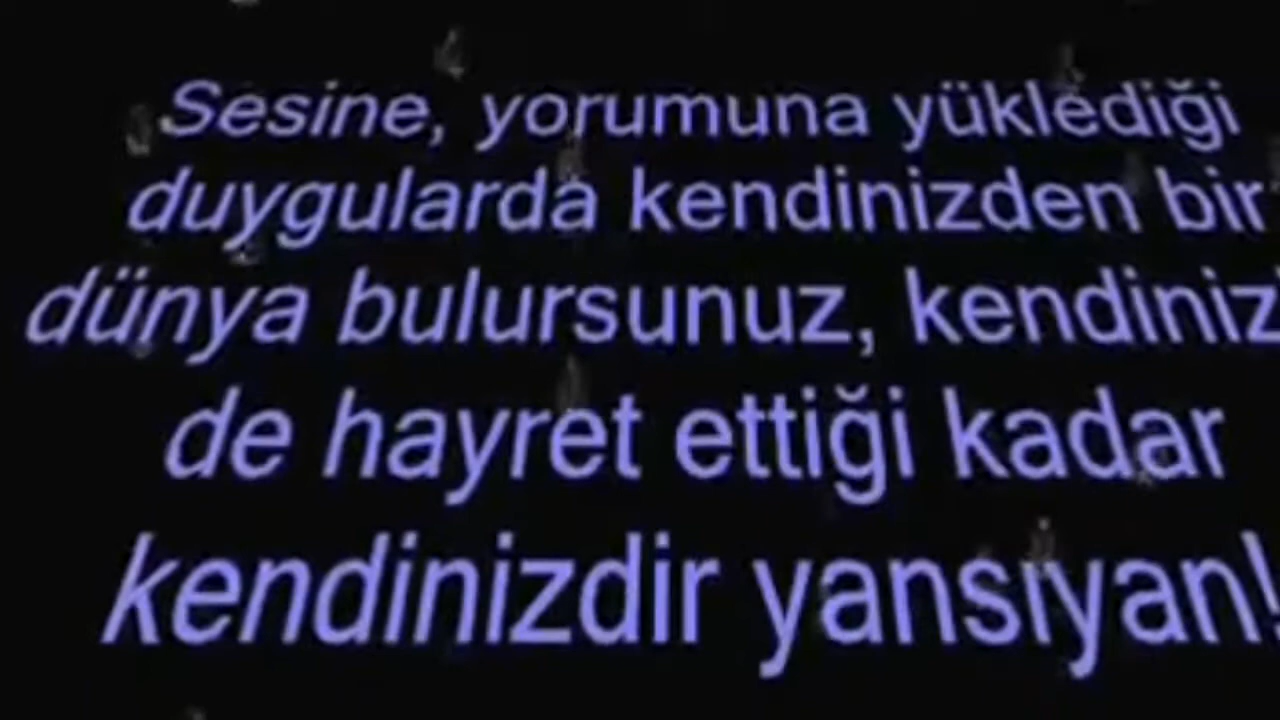 Sesine, yorumuna yüklediği
duygularda kendinizden bir
dünya bulursunuz, kendiniz
de hayret ettiği kadar
kendinizdir yansıyan!